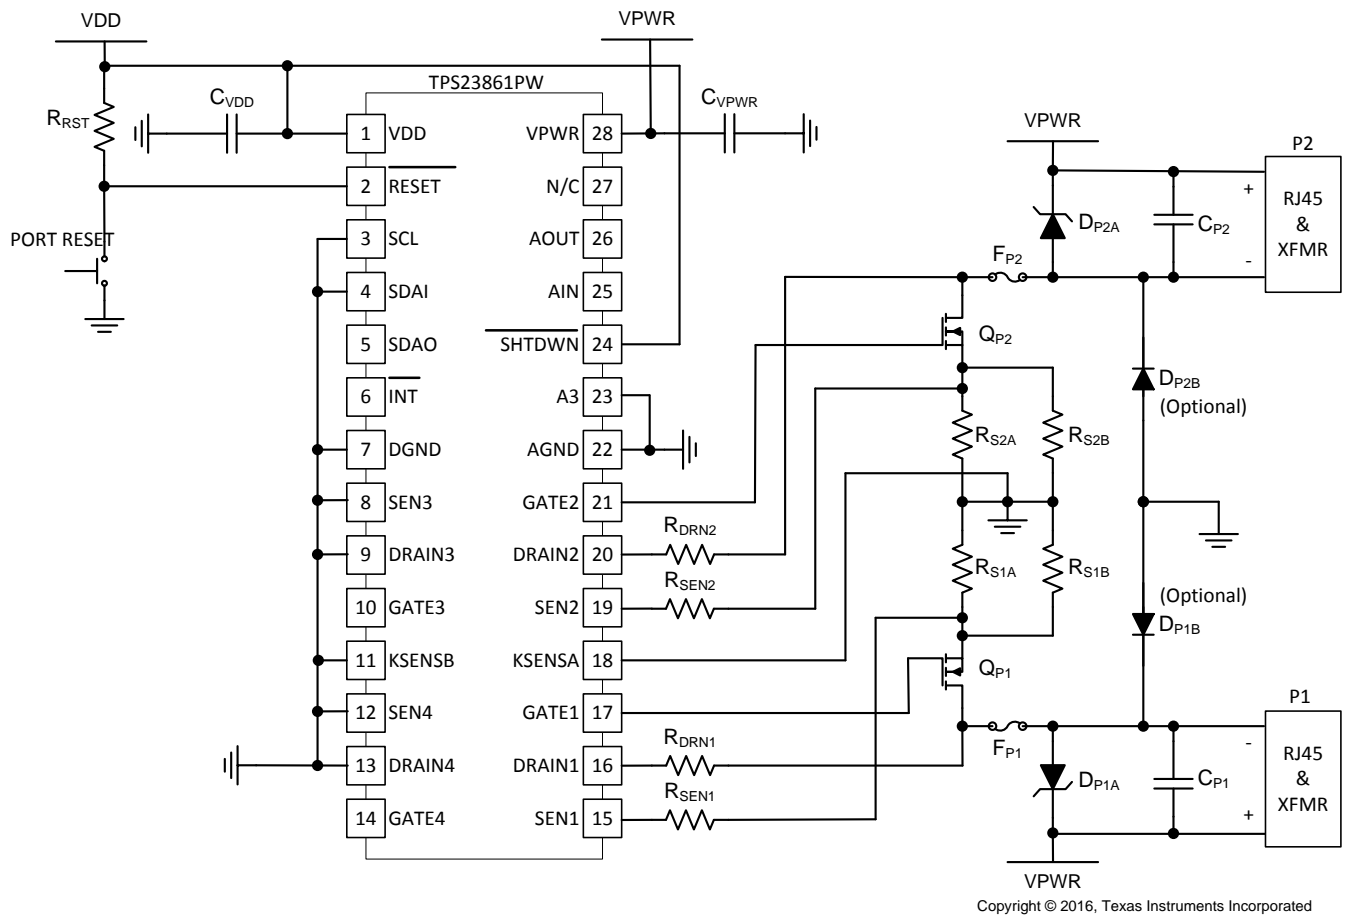 VDD
VPWR
TPS23861PW
R_RST
C_VDD
C_VPWR
1 VDD
VPWR 28
2 RESET
N/C 27
PORT RESET
3 SCL
AOUT 26
4 SDAI
AIN 25
5 SDAO
SHTDWN 24
6 INT
A3 23
7 DGND
AGND 22
8 SEN3
GATE2 21
9 DRAIN3
DRAIN2 20
10 GATE3
SEN2 19
11 KSENSB
KSENSA 18
12 SEN4
GATE1 17
13 DRAIN4
DRAIN1 16
14 GATE4
SEN1 15
R_DRN2
R_SEN2
R_DRN1
R_SEN1
VPWR
P2
+
RJ45
&
XFMR
-
D_P2A
C_P2
F_P2
Q_P2
D_P2B
(Optional)
R_S2A
R_S2B
R_S1A
R_S1B
(Optional)
D_P1B
Q_P1
F_P1
P1
-
RJ45
&
XFMR
+
D_P1A
C_P1
VPWR
Copyright © 2016, Texas Instruments Incorporated